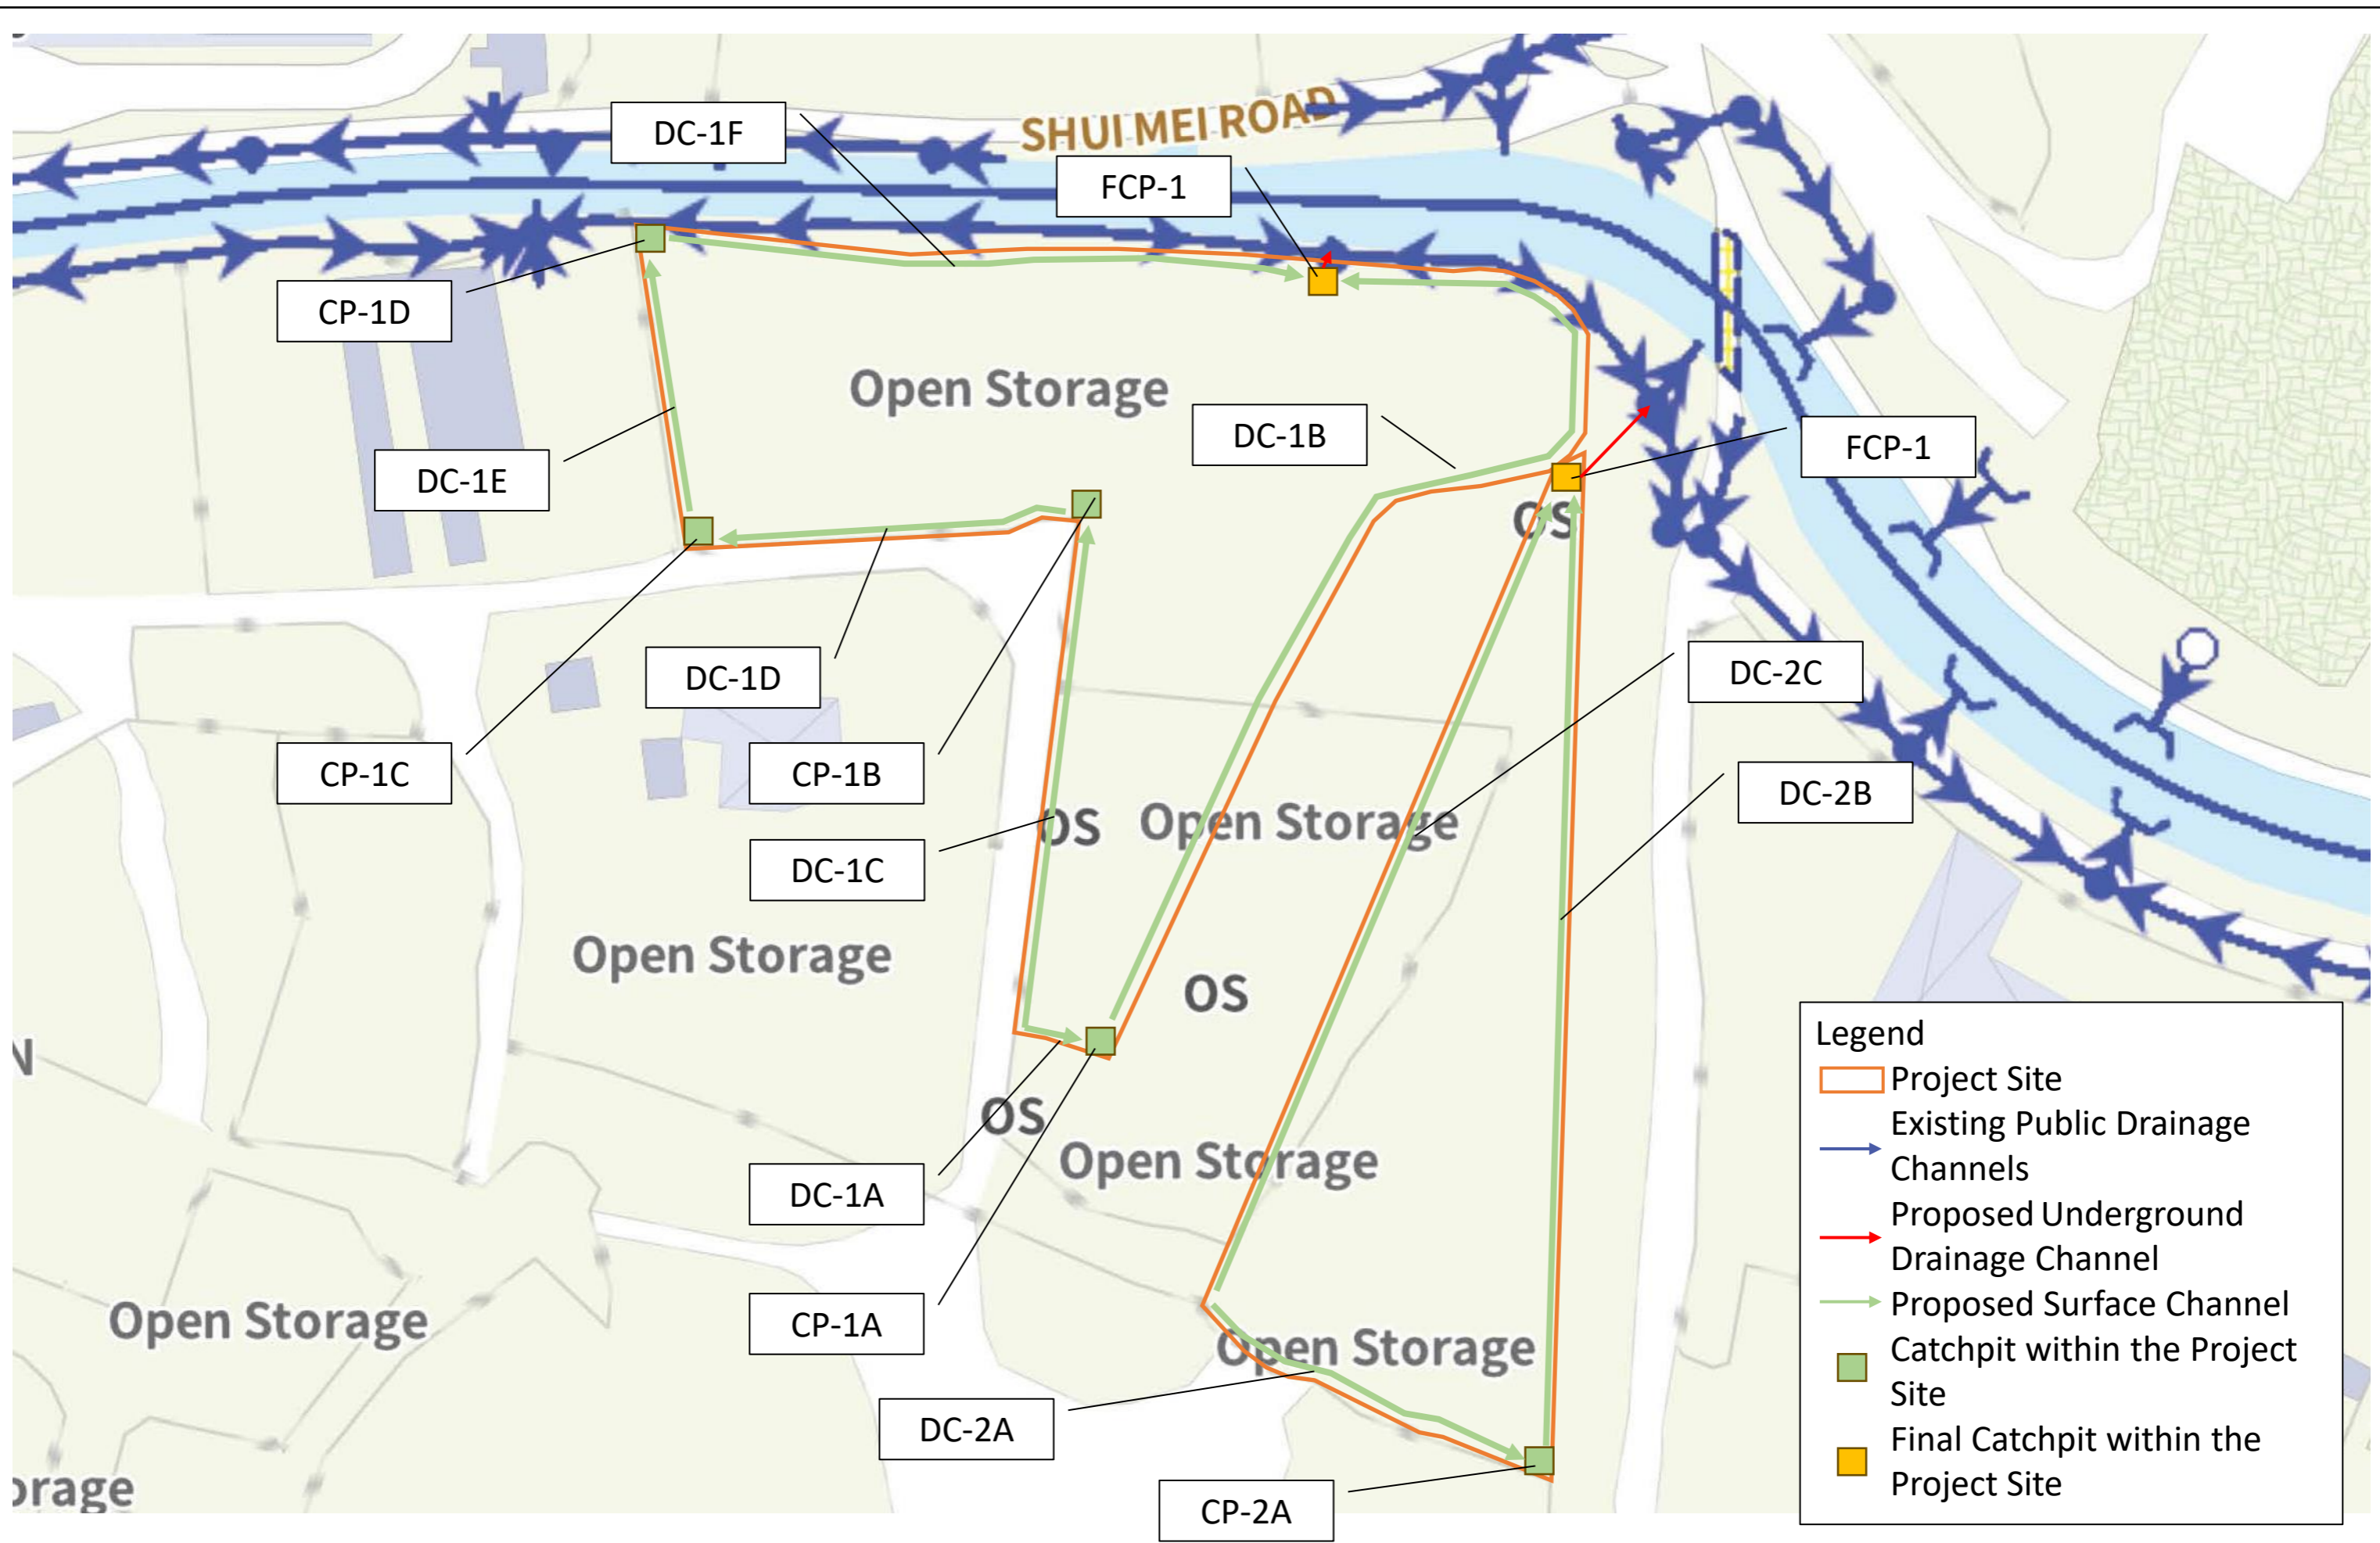 DC-1F
SHUI MEI ROAD
FCP-1
CP-1D
Open Storage
DC-1B
FCP-1
DC-1E
OS
DC-1D
DC-2C
CP-1C
CP-1B
DC-2B
OS
Open Storage
DC-1C
Open Storage
OS
N
OS
Open Storage
DC-1A
CP-1A
Open Storage
Open Storage
DC-2A
orage
CP-2A
Legend
Project Site
Existing Public Drainage
Channels
Proposed Underground
Drainage Channel
Proposed Surface Channel
Catchpit within the Project
Site
Final Catchpit within the
Project Site